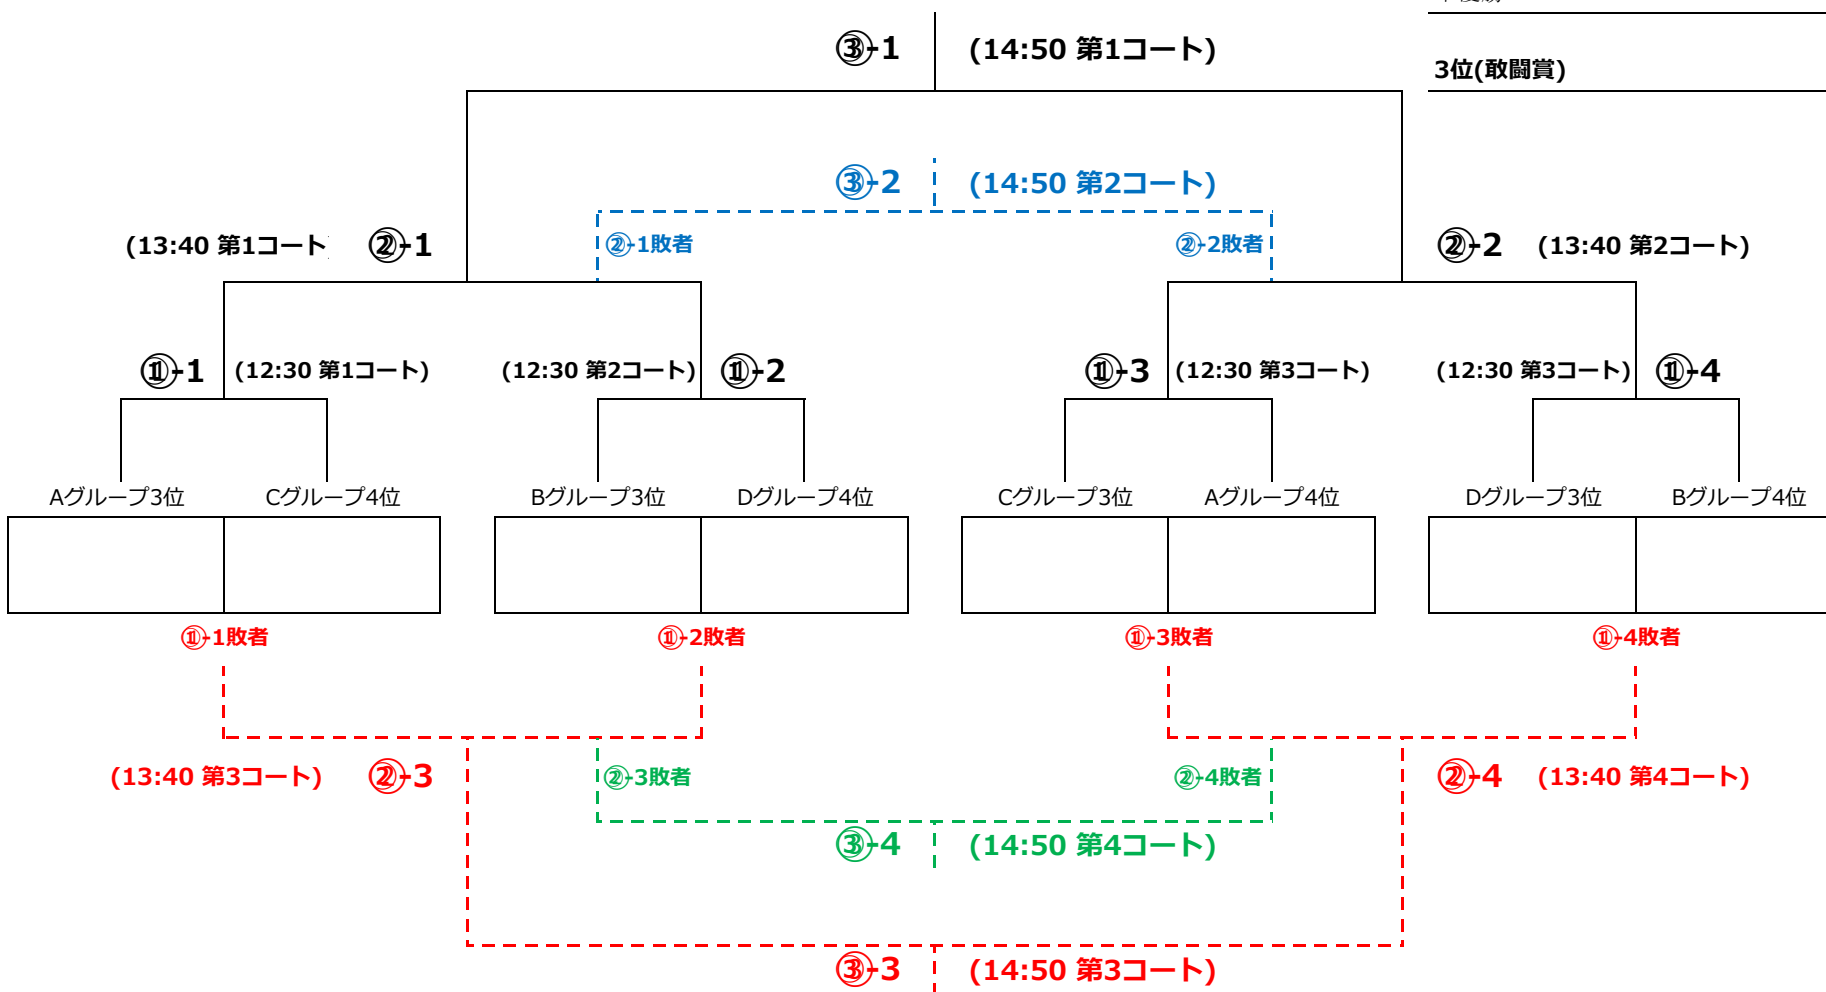 ③-1 (14:50 第1コート)
3位(敢闘賞)
③-2 (14:50 第2コート)
(13:40 第1コート ②-1 ②-1敗者 ②-2敗者 ②-2 (13:40 第2コート)
①-1 (12:30 第1コート) (12:30 第2コート) ①-2 ①-3 (12:30 第3コート) (12:30 第3コート) ①-4
Aグループ3位 Cグループ4位 Bグループ3位 Dグループ4位 Cグループ3位 Aグループ4位 Dグループ3位 Bグループ4位
①-1敗者 ①-2敗者 ①-3敗者 ①-4敗者
(13:40 第3コート) ②-3 ②-3敗者 ②-4敗者 ②-4 (13:40 第4コート)
③-4 (14:50 第4コート)
③-3 (14:50 第3コート)